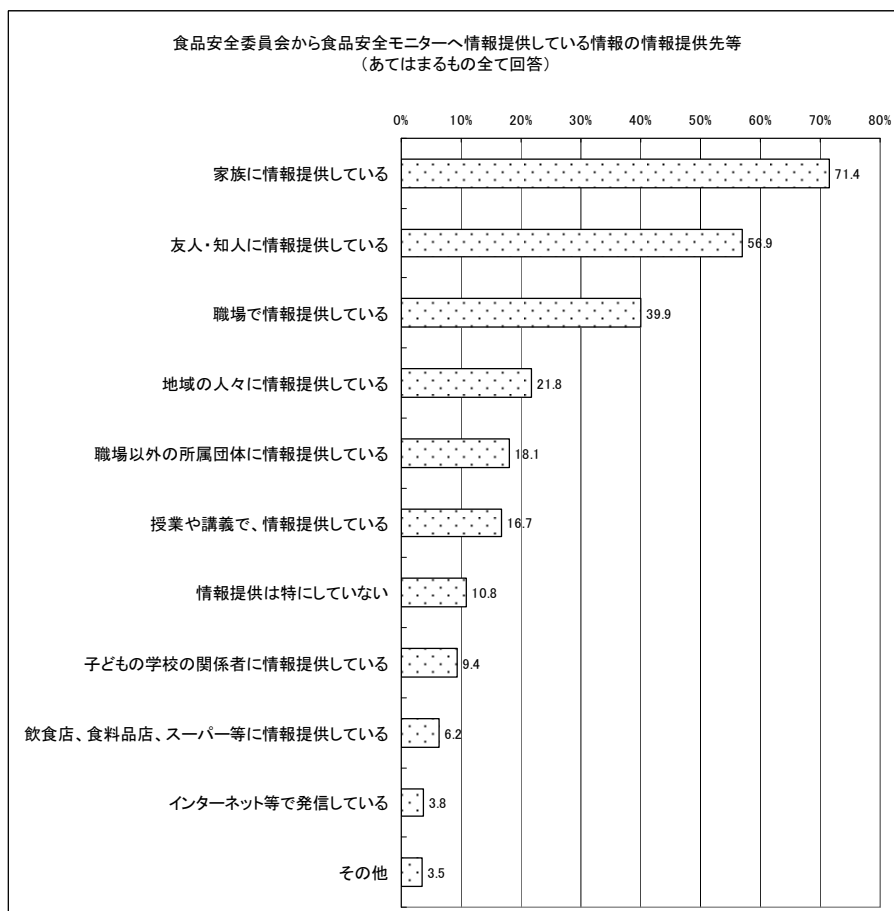 食品安全委員会から食品安全モニターへ情報提供している情報の情報提供先等
（あてはまるもの全て回答）
0% 10% 20% 30% 40% 50% 60% 70% 80%
家族に情報提供している 71.4
友人・知人に情報提供している 56.9
職場で情報提供している 39.9
地域の人々に情報提供している 21.8
職場以外の所属団体に情報提供している 18.1
授業や講義で、情報提供している 16.7
情報提供は特にしていない 10.8
子どもの学校の関係者に情報提供している 9.4
飲食店、食料品店、スーパー等に情報提供している 6.2
インターネット等で発信している 3.8
その他 3.5